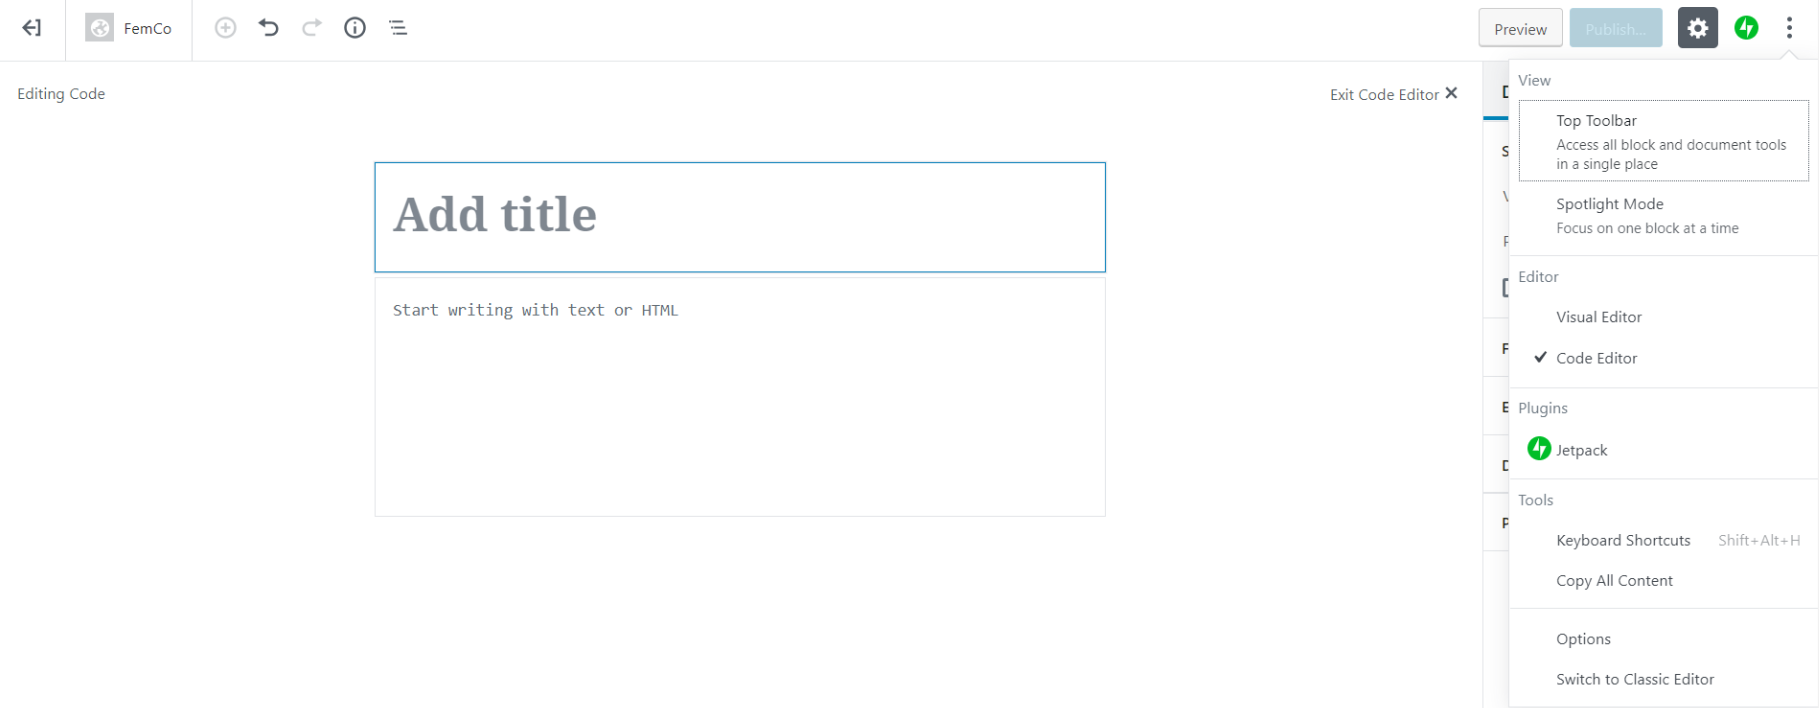 FemCo
Preview
Publish...
Editing Code
Exit Code Editor
Add title
Start writing with text or HTML
View
Top Toolbar
Access all block and document tools
in a single place
Spotlight Mode
Focus on one block at a time
Editor
Visual Editor
Code Editor
Plugins
Jetpack
Tools
Keyboard Shortcuts Shift+Alt+H
Copy All Content
Options
Switch to Classic Editor